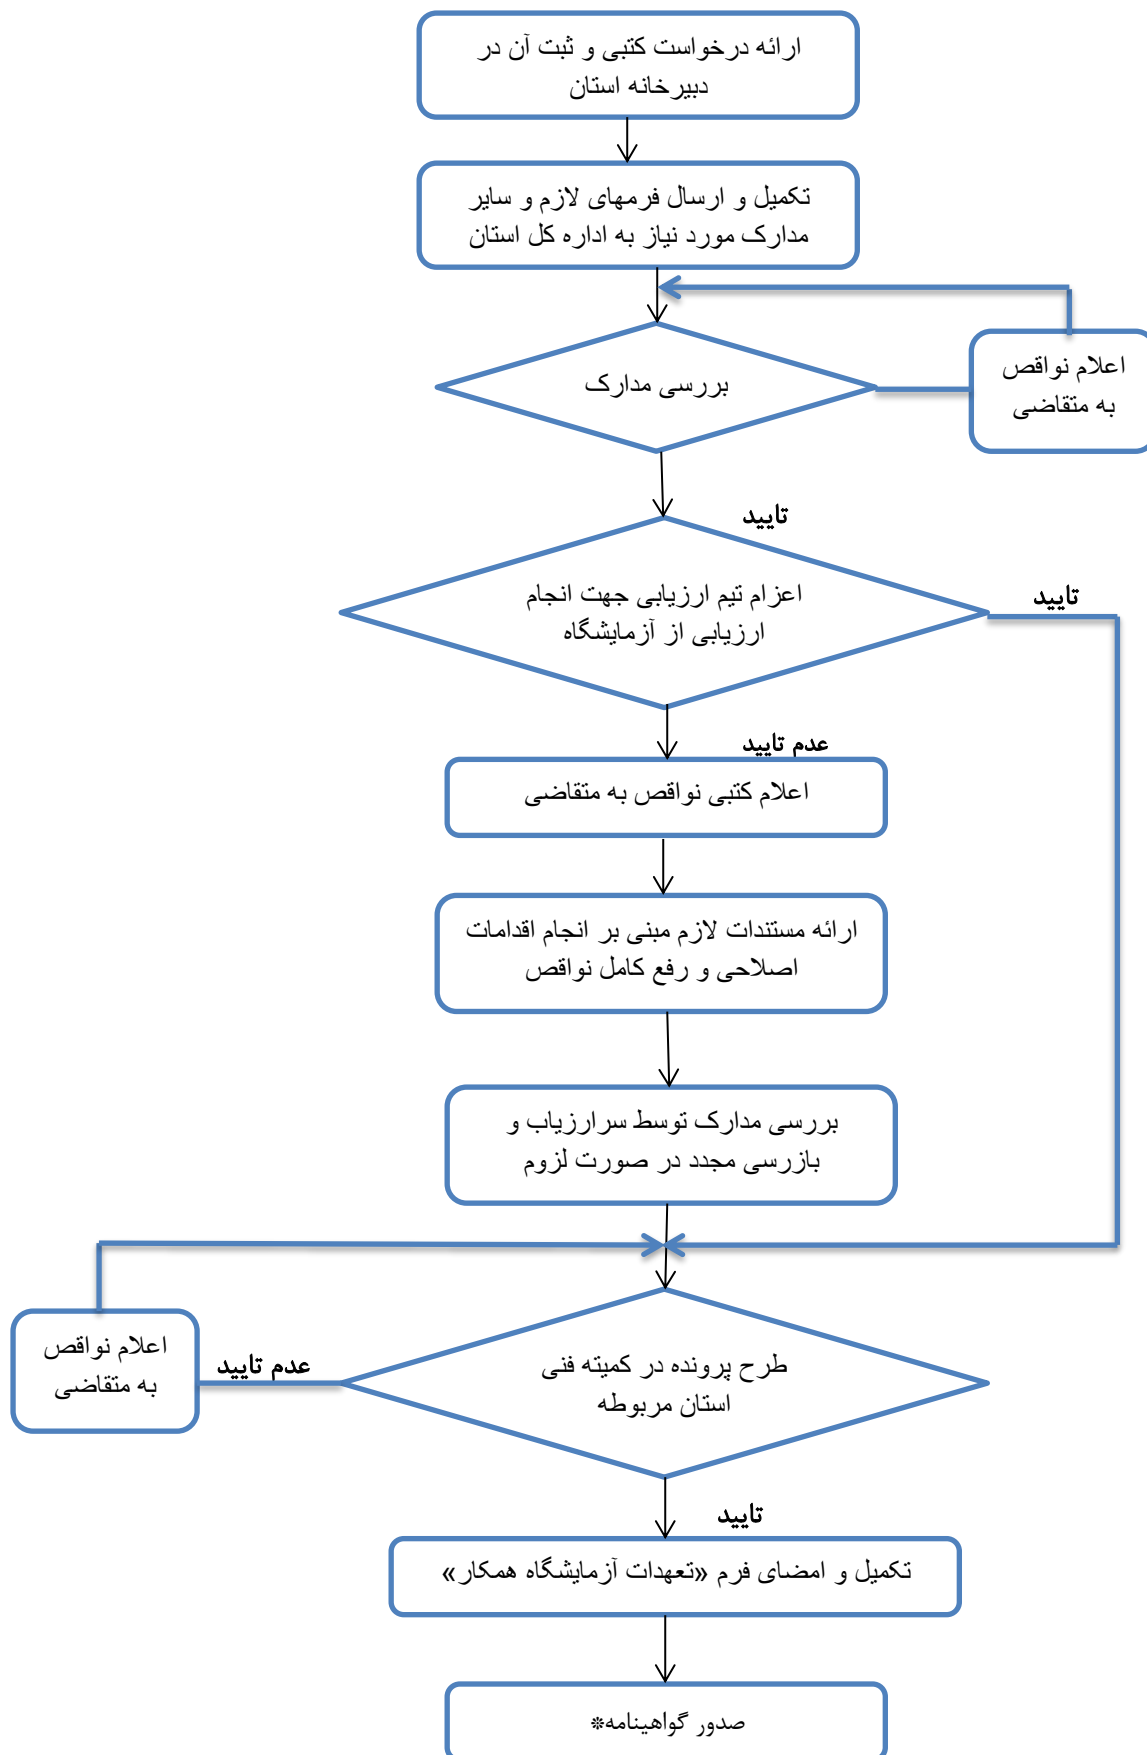 ارائه درخواست کتبی و ثبت آن در
دبیرخانه استان
تکمیل و ارسال فرمهای لازم و سایر
مدارک مورد نیاز به اداره کل استان
بررسی مدارک
اعلام نواقص
به متقاضی
تایید
اعزام تیم ارزیابی جهت انجام
ارزیابی از آزمایشگاه
تایید
عدم تایید
اعلام کتبی نواقص به متقاضی
ارائه مستندات لازم مبنی بر انجام اقدامات
اصلاحی و رفع کامل نواقص
بررسی مدارک توسط سرارزیاب و
بازرسی مجدد در صورت لزوم
طرح پرونده در کمیته فنی
استان مربوطه
عدم تایید
اعلام نواقص
به متقاضی
تایید
تکمیل و امضای فرم «تعهدات آزمایشگاه همکار»
صدور گواهینامه*